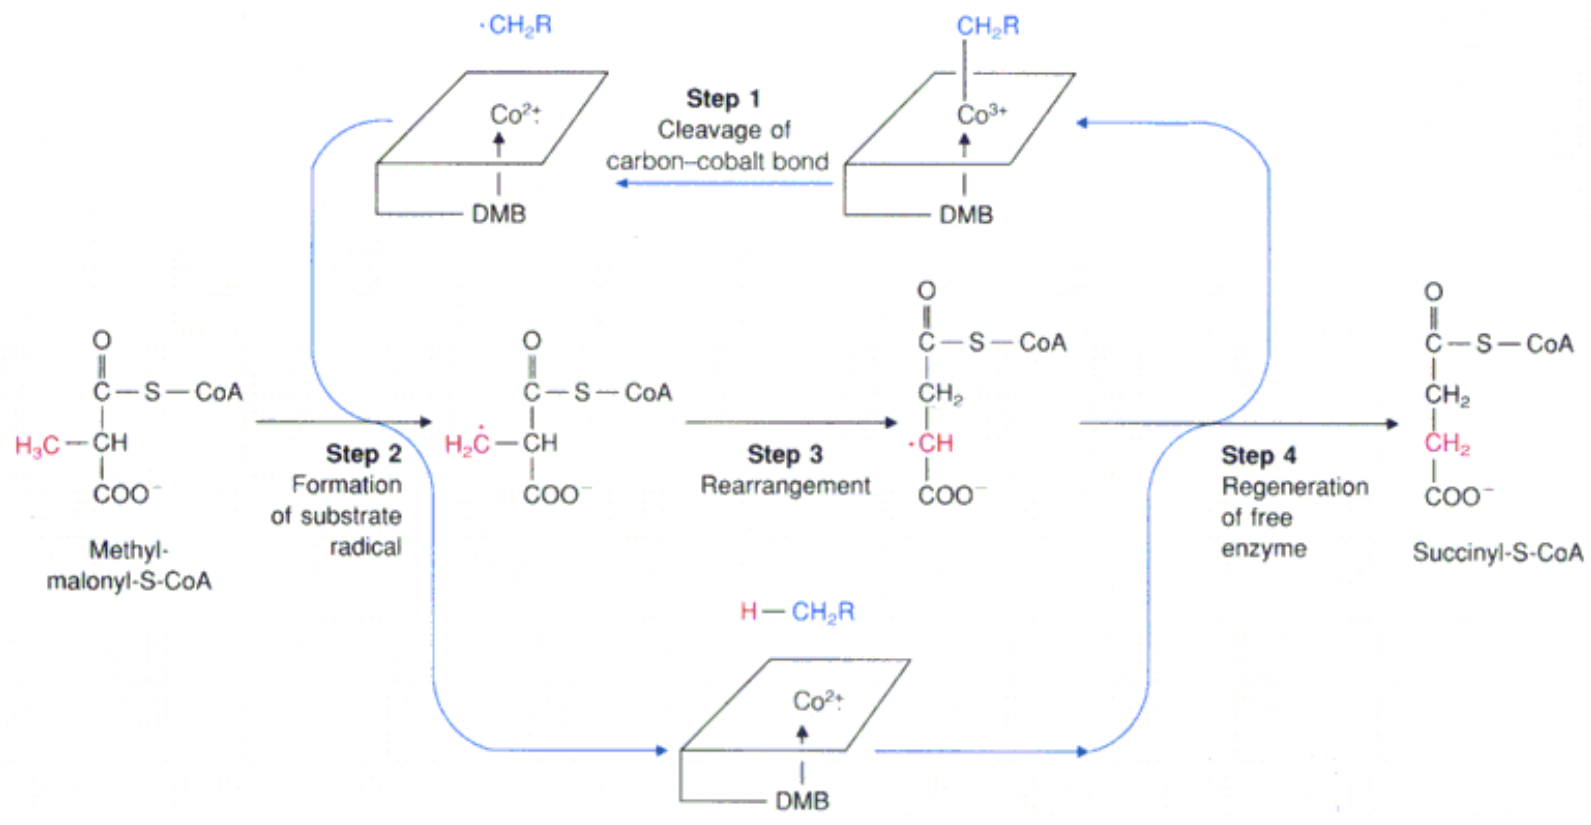 ·CH₂R
CH₂R
Co²⁺
Step 1
Cleavage of
carbon–cobalt bond
Co³⁺
DMB
DMB
O
C—S—CoA
H₃C—CH
COO⁻
Methyl-
malonyl-S-CoA
Step 2
Formation
of substrate
radical
O
C—S—CoA
H₂Ċ—CH
COO⁻
Step 3
Rearrangement
O
C—S—CoA
CH₂
·CH
COO⁻
Step 4
Regeneration
of free
enzyme
O
C—S—CoA
CH₂
CH₂
COO⁻
Succinyl-S-CoA
H—CH₂R
Co²⁺
DMB